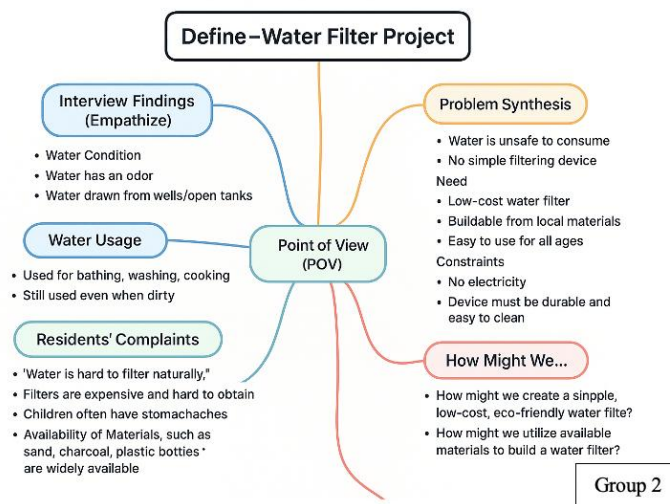 Define–Water Filter Project
Interview Findings
(Empathize)
• Water Condition
• Water has an odor
• Water drawn from wells/open tanks
Water Usage
• Used for bathing, washing, cooking
• Still used even when dirty
Residents' Complaints
• 'Water is hard to filter naturally,"
• Filters are expensive and hard to obtain
• Children often have stomachaches
• Availability of Materials, such as
sand, charcoal, plastic botties "
are widely available
Point of View
(POV)
Problem Synthesis
• Water is unsafe to consume
• No simple filtering device
Need
• Low-cost water filter
• Buildable from local materials
• Easy to use for all ages
Constraints
• No electricity
• Device must be durable and
easy to clean
How Might We...
• How might we create a sinpple,
low-cost, eco-friendly water filte?
• How might we utilize available
materials to build a water filter?
Group 2